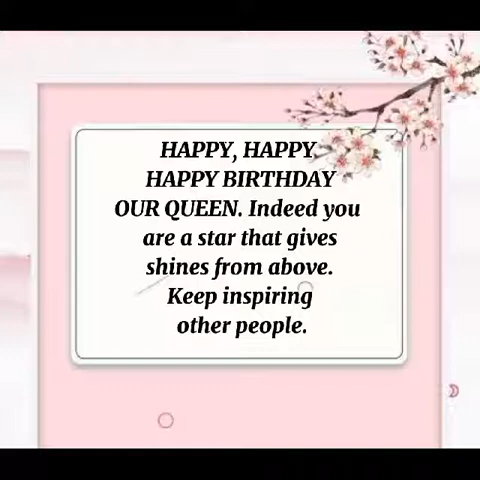 HAPPY, HAPPY
HAPPY BIRTHDAY
OUR QUEEN. Indeed you
are a star that gives
shines from above.
Keep inspiring
other people.